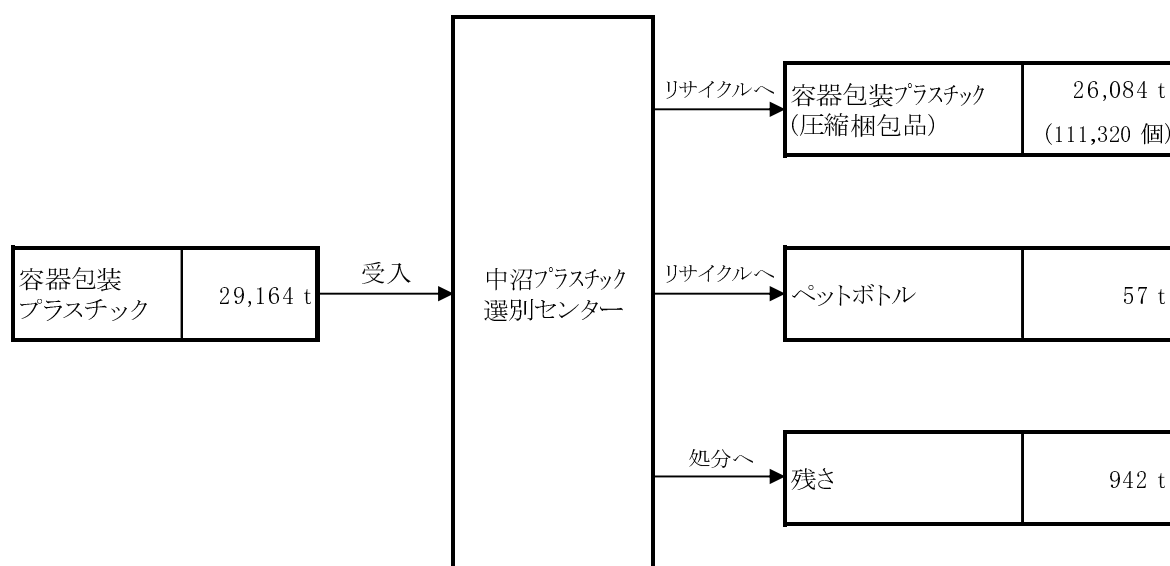 容器包装
プラスチック
29,164 t
受入
中沼プラスチック
選別センター
リサイクルへ
容器包装プラスチック
(圧縮梱包品)
26,084 t
(111,320 個)
リサイクルへ
ペットボトル
57 t
処分へ
残さ
942 t